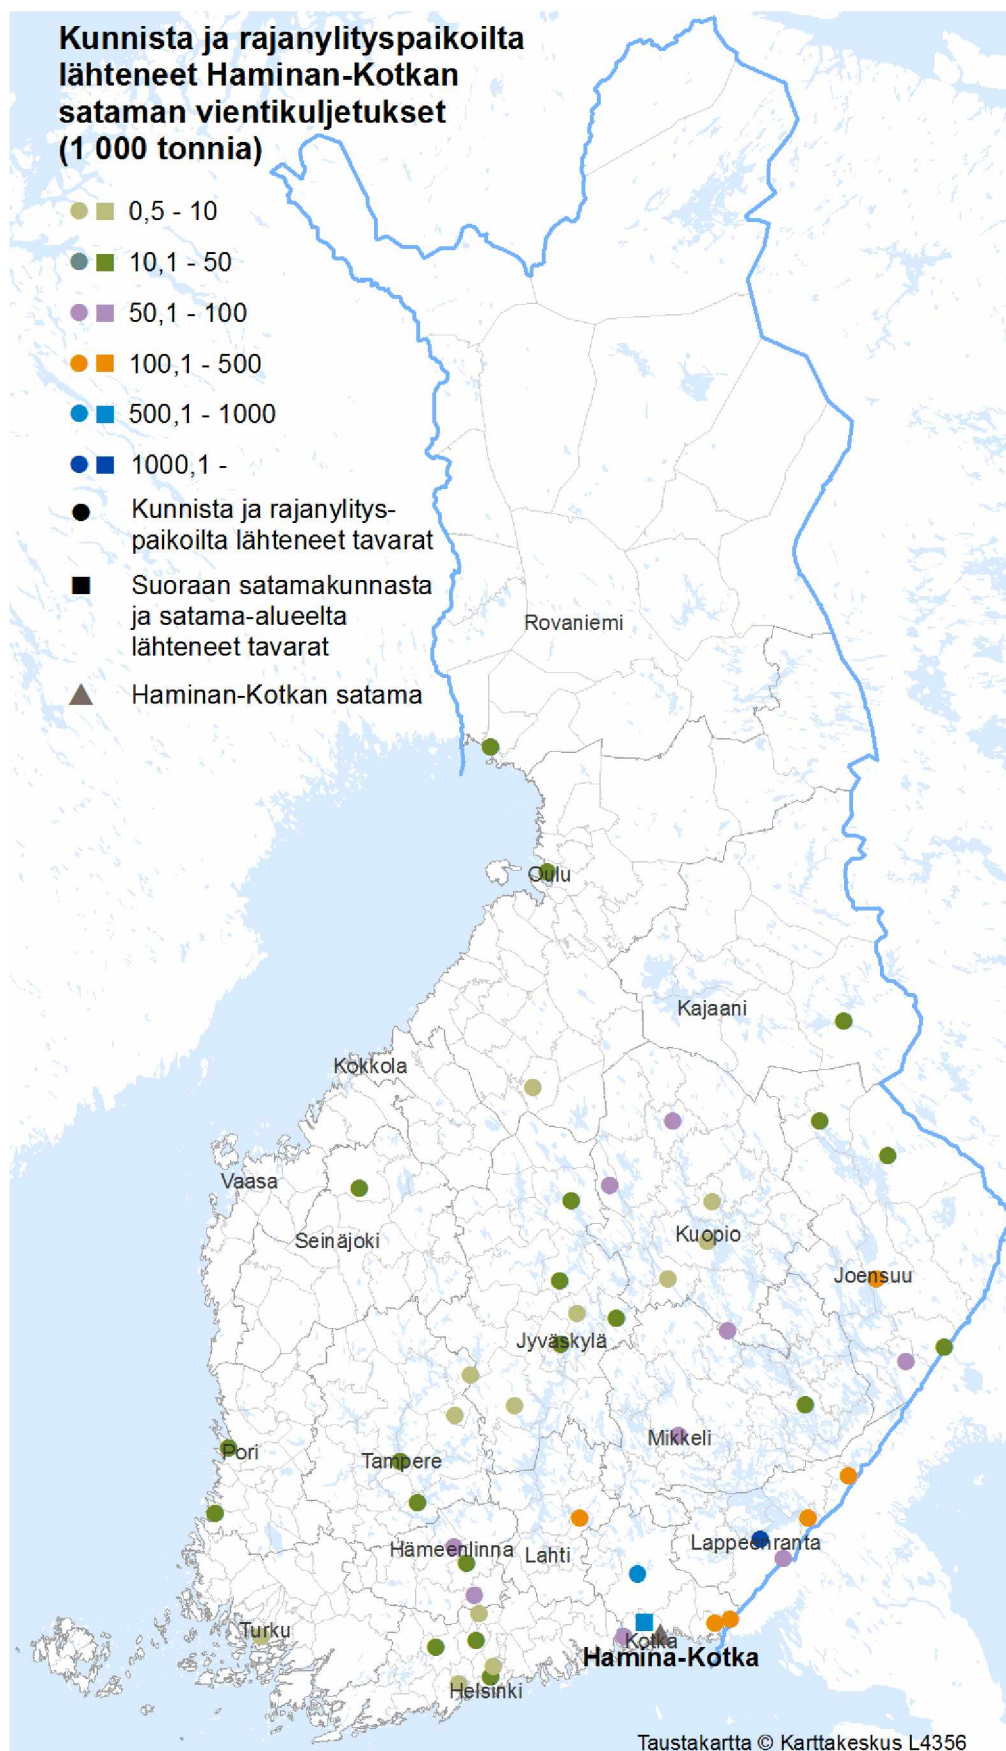 Kunnista ja rajanylityspaikoilta
lähteneet Haminan-Kotkan
sataman vientikuljetukset
(1 000 tonnia)
0,5 - 10
10,1 - 50
50,1 - 100
100,1 - 500
500,1 - 1000
1000,1 -
Kunnista ja rajanylitys-
paikoilta lähteneet tavarat
Suoraan satamakunnasta
ja satama-alueelta
lähteneet tavarat
Haminan-Kotkan satama
Rovaniemi
Oulu
Kajaani
Kokkola
Vaasa
Seinäjoki
Kuopio
Joensuu
Jyväskylä
Mikkeli
Pori
Tampere
Lappeenranta
Hämeenlinna
Lahti
Turku
Kotka
Hamina-Kotka
Helsinki
Taustakartta © Karttakeskus L4356